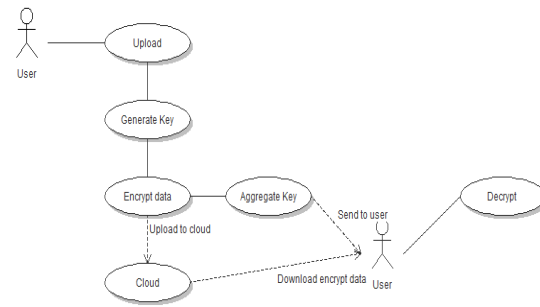 Upload
User
Generate Key
Encrypt data
Aggregate Key
Decrypt
Send to user
Upload to cloud
Cloud
Download encrypt data
User